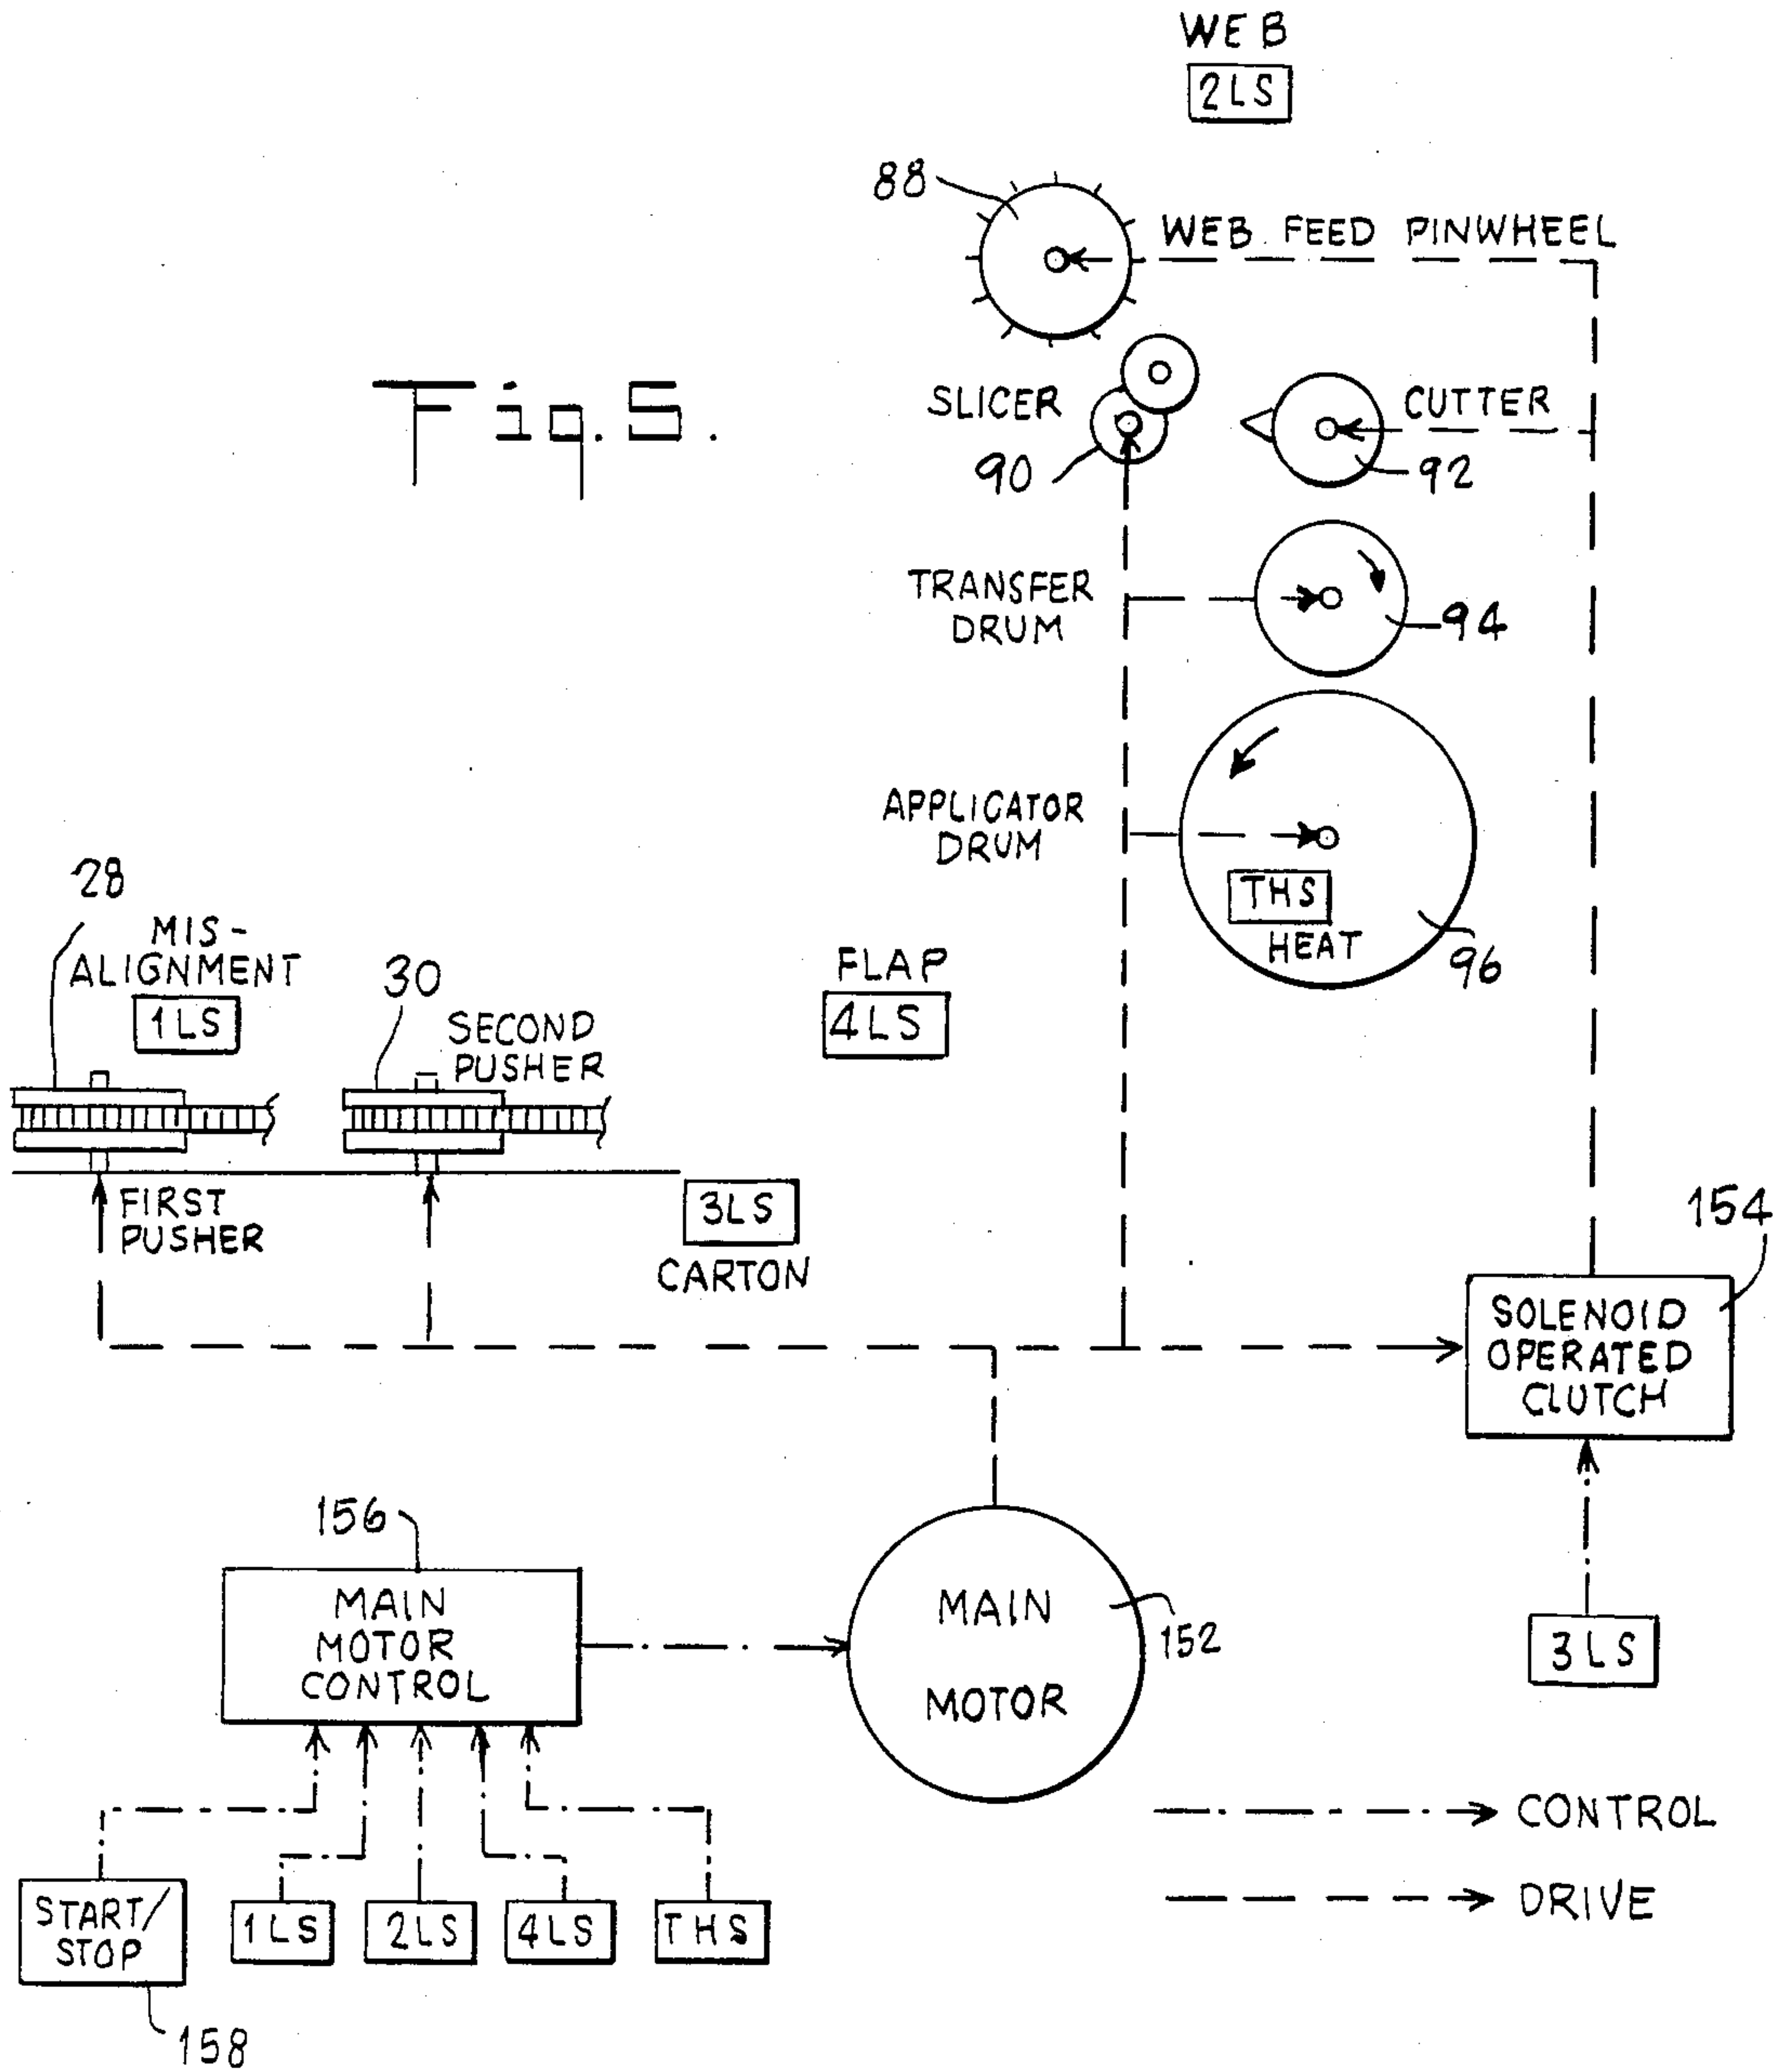 WEB
2LS
88
WEB FEED PINWHEEL
Fig. 5.
SLICER
CUTTER
90
92
TRANSFER
DRUM
94
APPLICATOR
DRUM
THS
HEAT
96
28
MIS-
ALIGNMENT
1LS
30
SECOND
PUSHER
FLAP
4LS
FIRST
PUSHER
3LS
CARTON
154
SOLENOID
OPERATED
CLUTCH
156
MAIN
MOTOR
CONTROL
MAIN
MOTOR
152
3LS
CONTROL
DRIVE
START/
STOP
1LS
2LS
4LS
THS
158